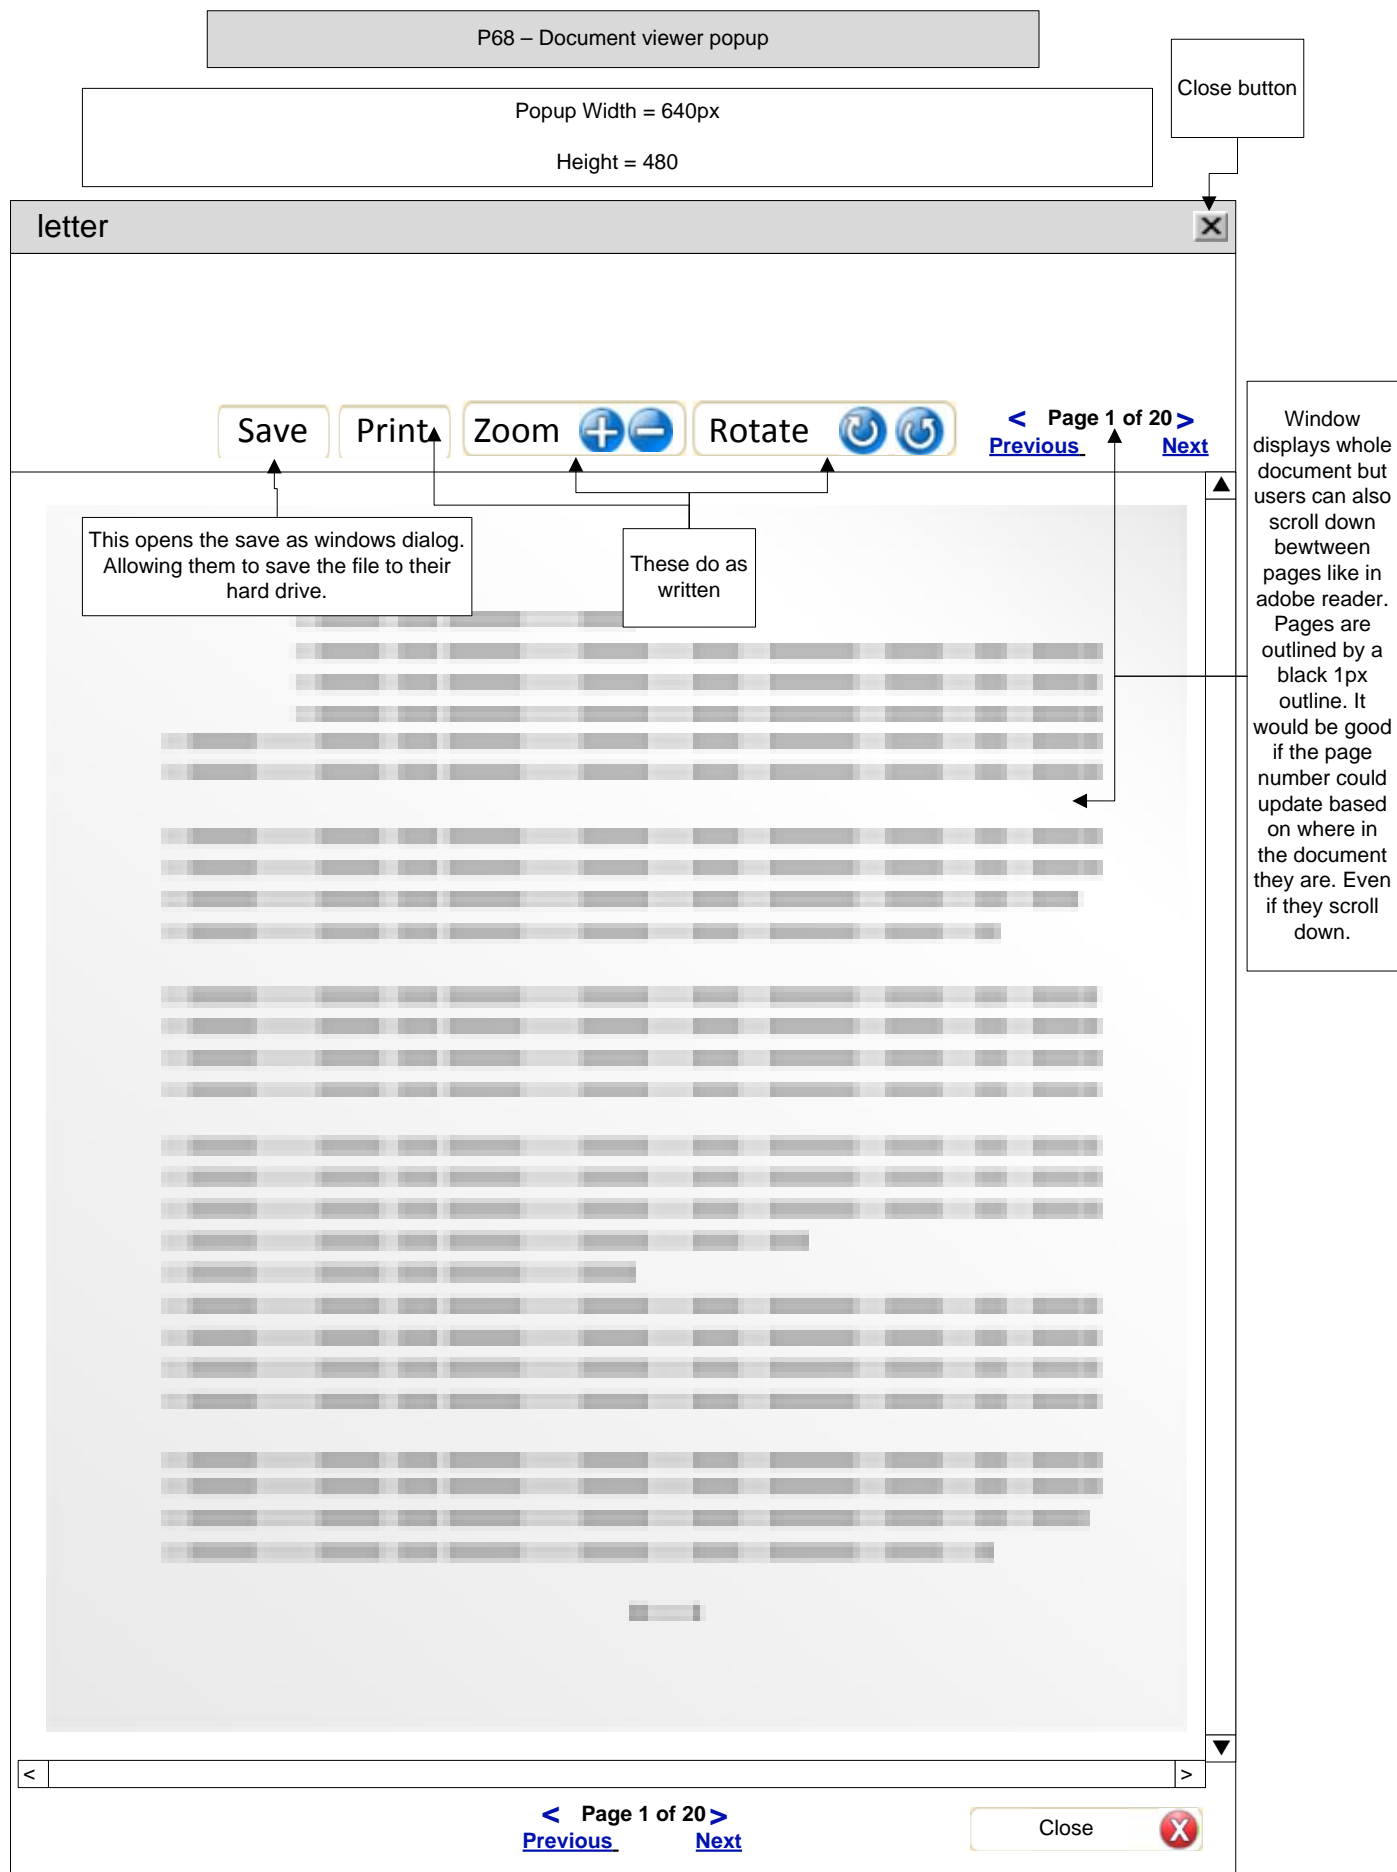 P68 – Document viewer popup
Close button
Popup Width = 640px
Height = 480
letter
Save
Print
Zoom
Rotate
< Page 1 of 20 >
Previous Next
This opens the save as windows dialog.
Allowing them to save the file to their
hard drive.
These do as
written
Window
displays whole
document but
users can also
scroll down
bewtween
pages like in
adobe reader.
Pages are
outlined by a
black 1px
outline. It
would be good
if the page
number could
update based
on where in
the document
they are. Even
if they scroll
down.
< >
< Page 1 of 20 >
Previous Next
Close X